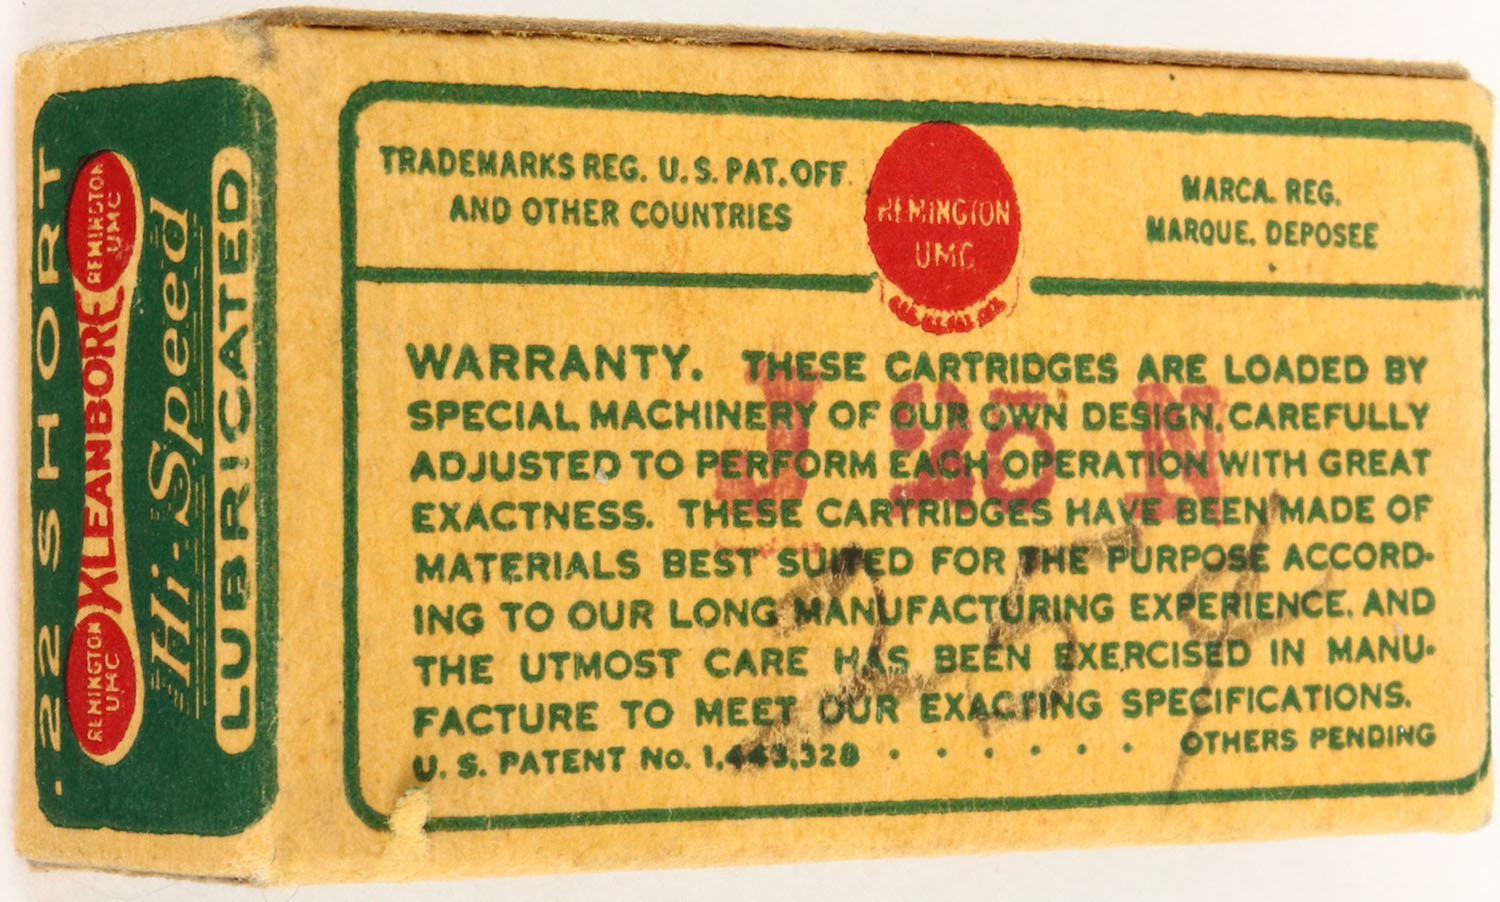 .22 SHORT
REMINGTON
UMC
KLEANBORE
REMINGTON
UMC
Hi-Speed
LUBRICATED
TRADEMARKS REG. U.S. PAT. OFF.
AND OTHER COUNTRIES
REMINGTON
UMC
MARCA. REG.
MARQUE. DEPOSEE
WARRANTY. THESE CARTRIDGES ARE LOADED BY
SPECIAL MACHINERY OF OUR OWN DESIGN. CAREFULLY
ADJUSTED TO PERFORM EACH OPERATION WITH GREAT
EXACTNESS. THESE CARTRIDGES HAVE BEEN MADE OF
MATERIALS BEST SUITED FOR THE PURPOSE ACCORD-
ING TO OUR LONG MANUFACTURING EXPERIENCE. AND
THE UTMOST CARE HAS BEEN EXERCISED IN MANU-
FACTURE TO MEET OUR EXACTING SPECIFICATIONS.
U. S. PATENT No. 1,443,328 · · · · · · OTHERS PENDING
J 25 N
254